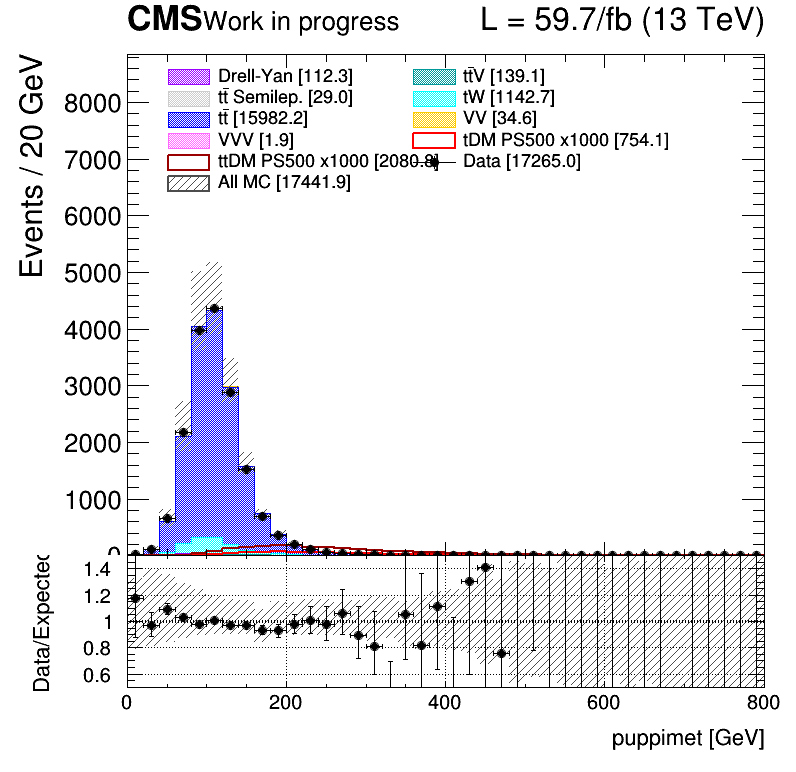 CMS Work in progress L = 59.7/fb (13 TeV)
Events / 20 GeV
Drell-Yan [112.3]
tt̄V [139.1]
tt̄ Semilep. [29.0]
tW [1142.7]
tt̄ [15982.2]
VV [34.6]
VVV [1.9]
tDM PS500 x1000 [754.1]
ttDM PS500 x1000 [2080.8]
Data [17265.0]
All MC [17441.9]
8000
7000
6000
5000
4000
3000
2000
1000
0
Data/Expected
1.4
1.2
1
0.8
0.6
0 200 400 600 800
puppimet [GeV]